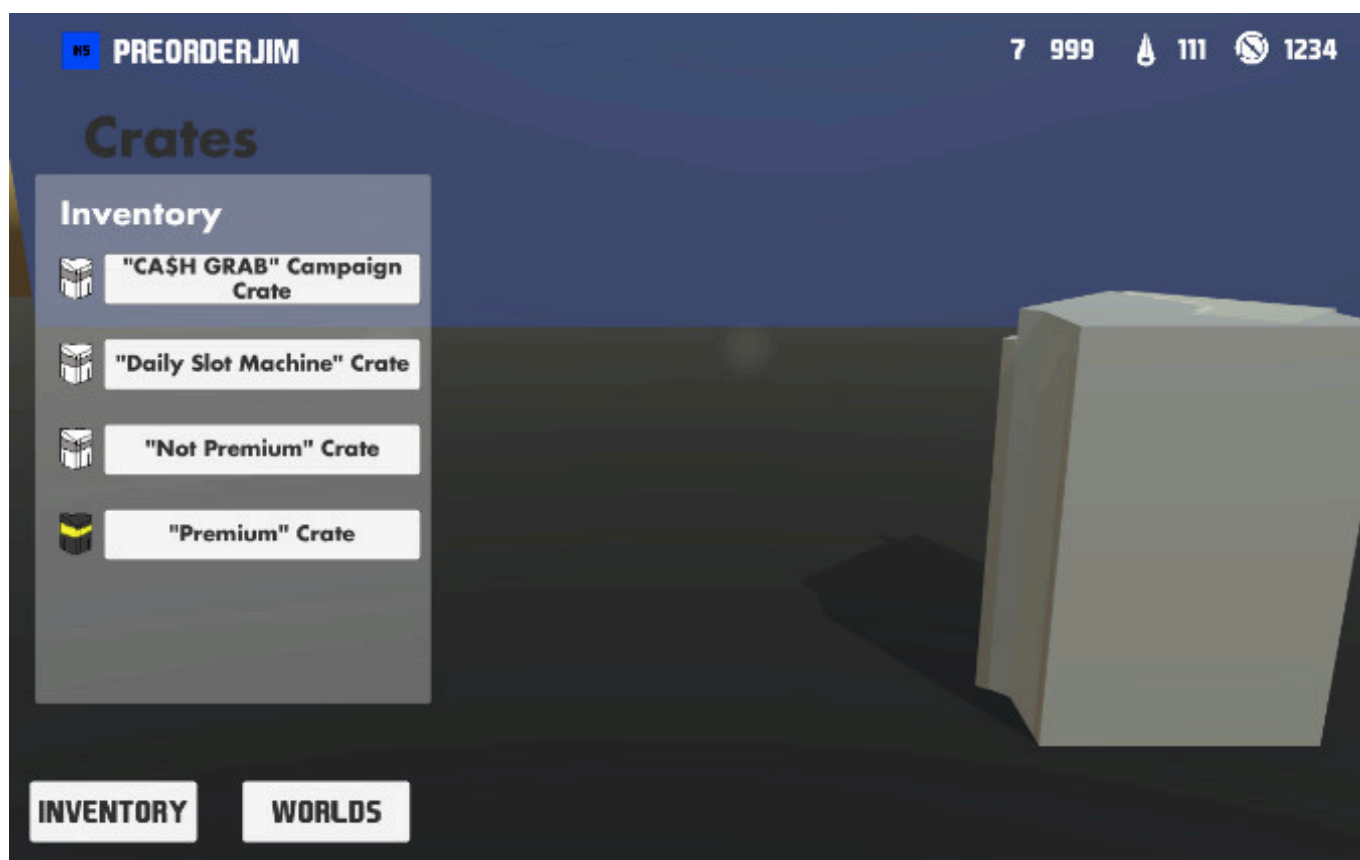 NS PREORDERJIM
7 999 111 1234
Crates
Inventory
"CA$H GRAB" Campaign
Crate
"Daily Slot Machine" Crate
"Not Premium" Crate
"Premium" Crate
INVENTORY
WORLDS